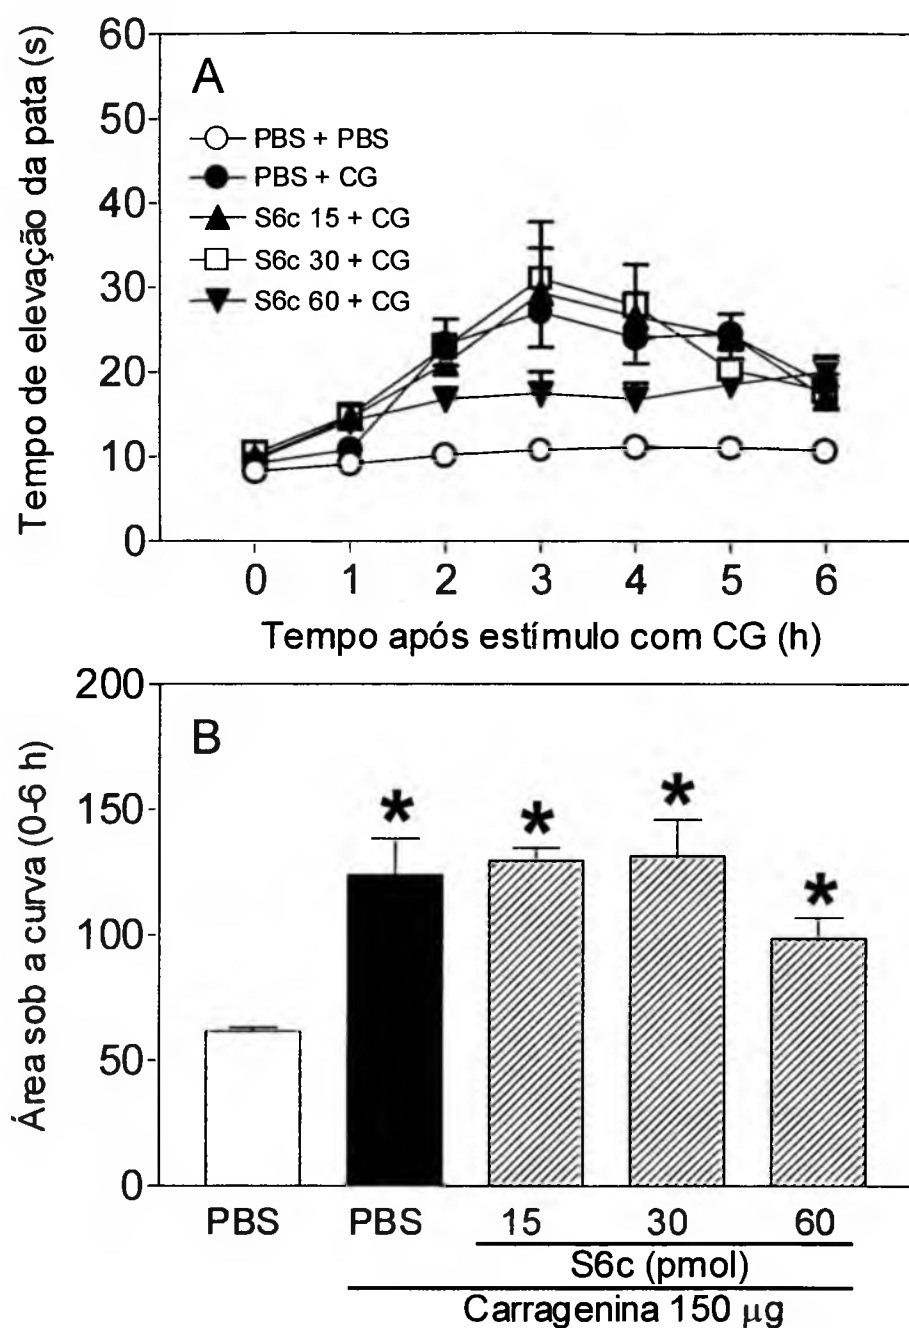 A
Tempo de elevação da pata (s)
60
50
40
30
20
10
0
PBS + PBS
PBS + CG
S6c 15 + CG
S6c 30 + CG
S6c 60 + CG
0 1 2 3 4 5 6
Tempo após estímulo com CG (h)
B
Área sob a curva (0-6 h)
200
150
100
50
0
* * * *
PBS PBS 15 30 60
S6c (pmol)
Carragenina 150 µg